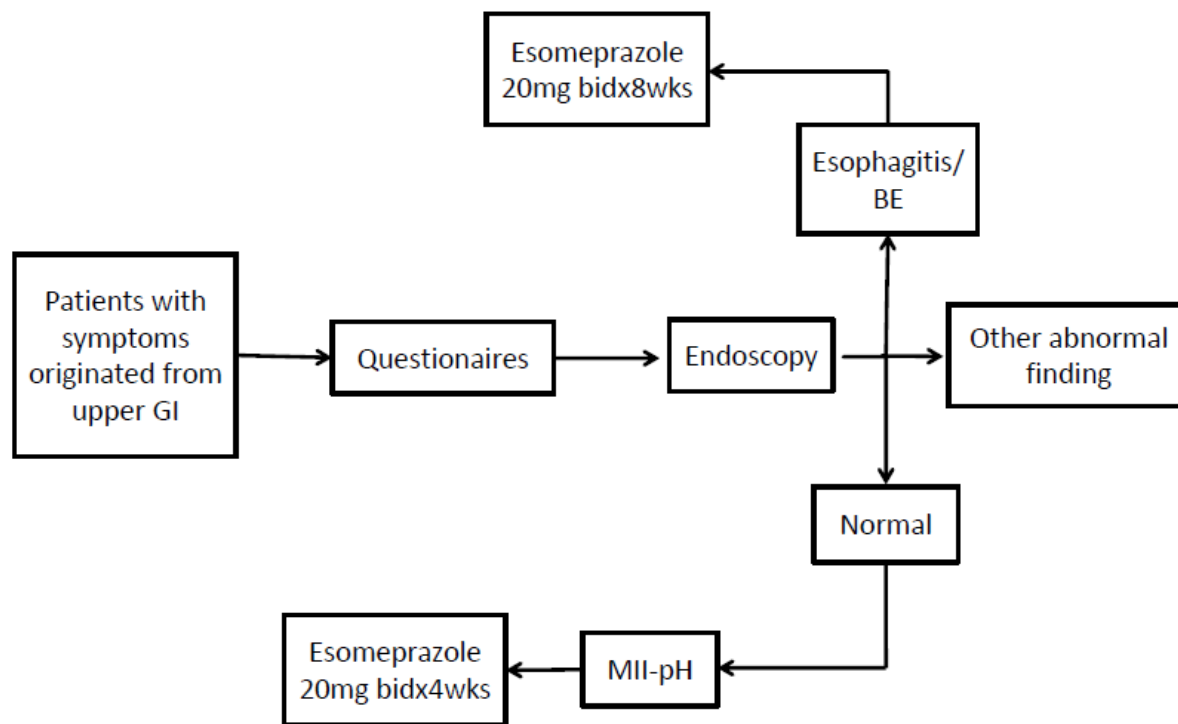 Esomeprazole
20mg bidx8wks
Esophagitis/
BE
Patients with
symptoms
originated from
upper GI
Questionaires
Endoscopy
Other abnormal
finding
Normal
Esomeprazole
20mg bidx4wks
MII-pH